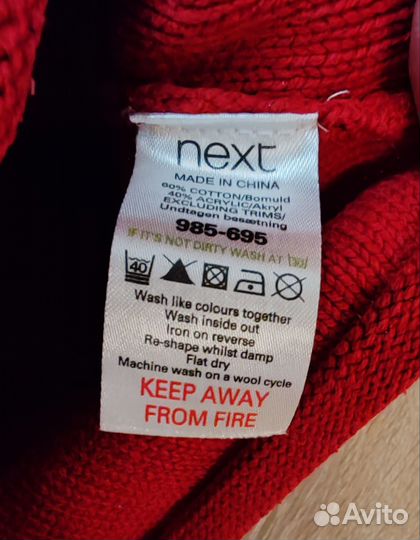 next
MADE IN CHINA
60% COTTON/Bomuld
40% ACRYLIC/Akryl
EXCLUDING TRIMS/
Undtagen besætning
985-695
IF IT'S NOT DIRTY WASH AT 30°
40
Wash like colours together
Wash inside out
Iron on reverse
Re-shape whilst damp
Flat dry
Machine wash on a wool cycle
KEEP AWAY
FROM FIRE
Avito